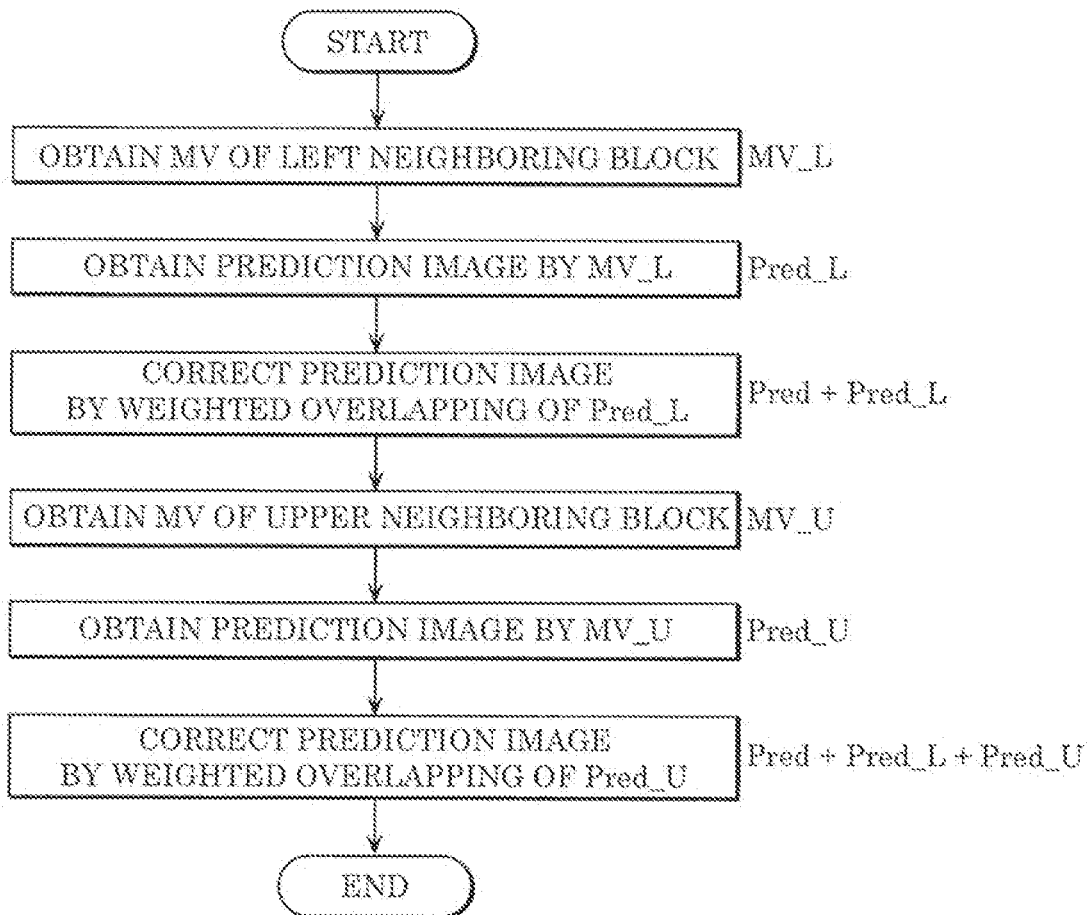 START
OBTAIN MV OF LEFT NEIGHBORING BLOCK MV_L
OBTAIN PREDICTION IMAGE BY MV_L Pred_L
CORRECT PREDICTION IMAGE
BY WEIGHTED OVERLAPPING OF Pred_L Pred + Pred_L
OBTAIN MV OF UPPER NEIGHBORING BLOCK MV_U
OBTAIN PREDICTION IMAGE BY MV_U Pred_U
CORRECT PREDICTION IMAGE
BY WEIGHTED OVERLAPPING OF Pred_U Pred + Pred_L + Pred_U
END